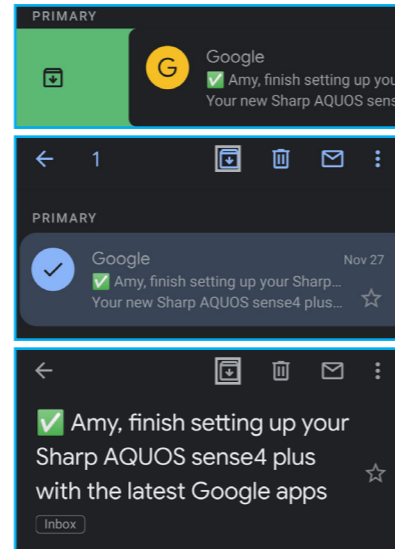 PRIMARY
G
Google
✅ Amy, finish setting up you
Your new Sharp AQUOS sens
1
PRIMARY
Google
Nov 27
✅ Amy, finish setting up your Sharp...
Your new Sharp AQUOS sense4 plus...
✅ Amy, finish setting up your
Sharp AQUOS sense4 plus
with the latest Google apps
Inbox